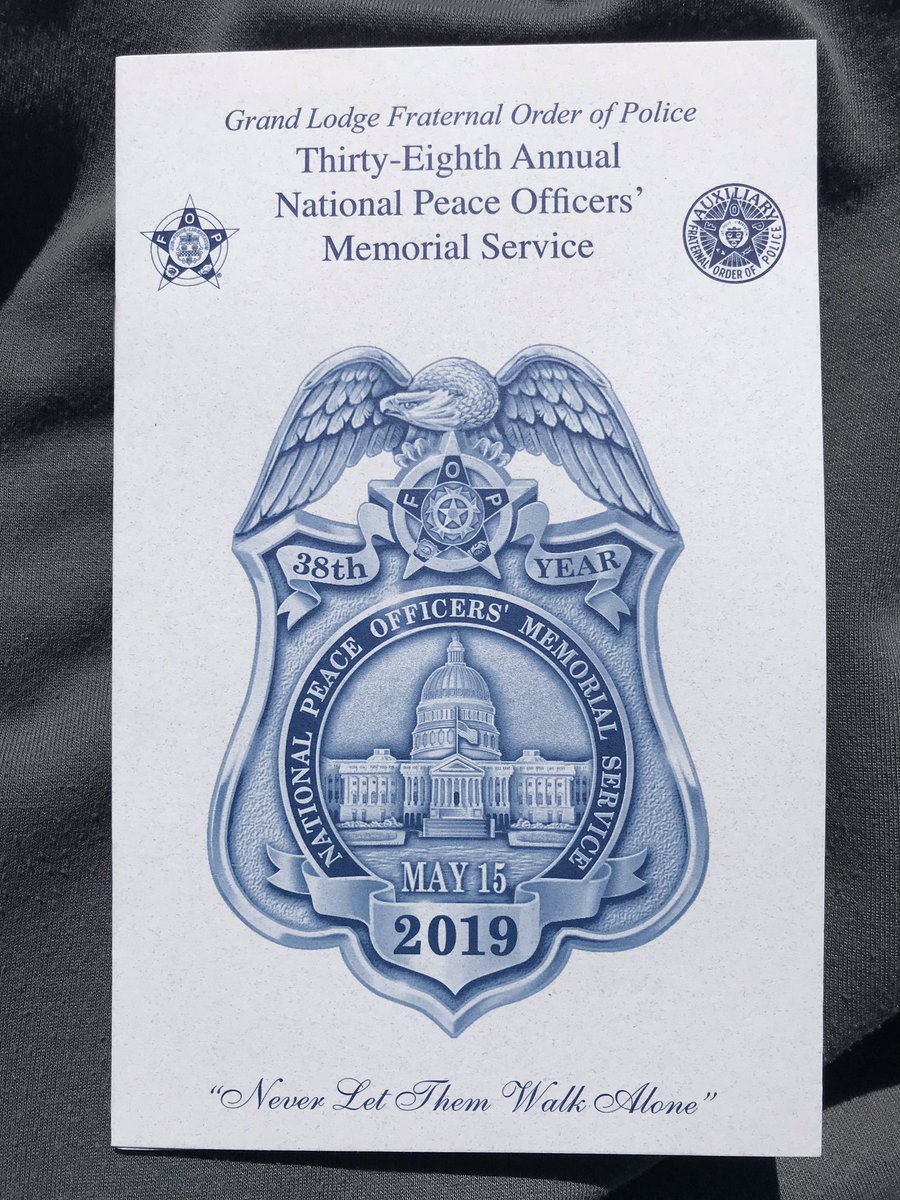 Grand Lodge Fraternal Order of Police
Thirty-Eighth Annual
National Peace Officers’
Memorial Service
F O P
AUXILIARY
F O P
FRATERNAL ORDER OF POLICE
F O P
38th YEAR
NATIONAL PEACE OFFICERS' MEMORIAL SERVICE
MAY 15
2019
“Never Let Them Walk Alone”